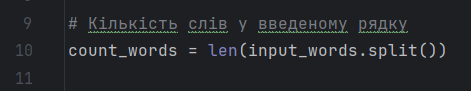 9 # Кількість слів у введеному рядку
10 count_words = len(input_words.split())
11